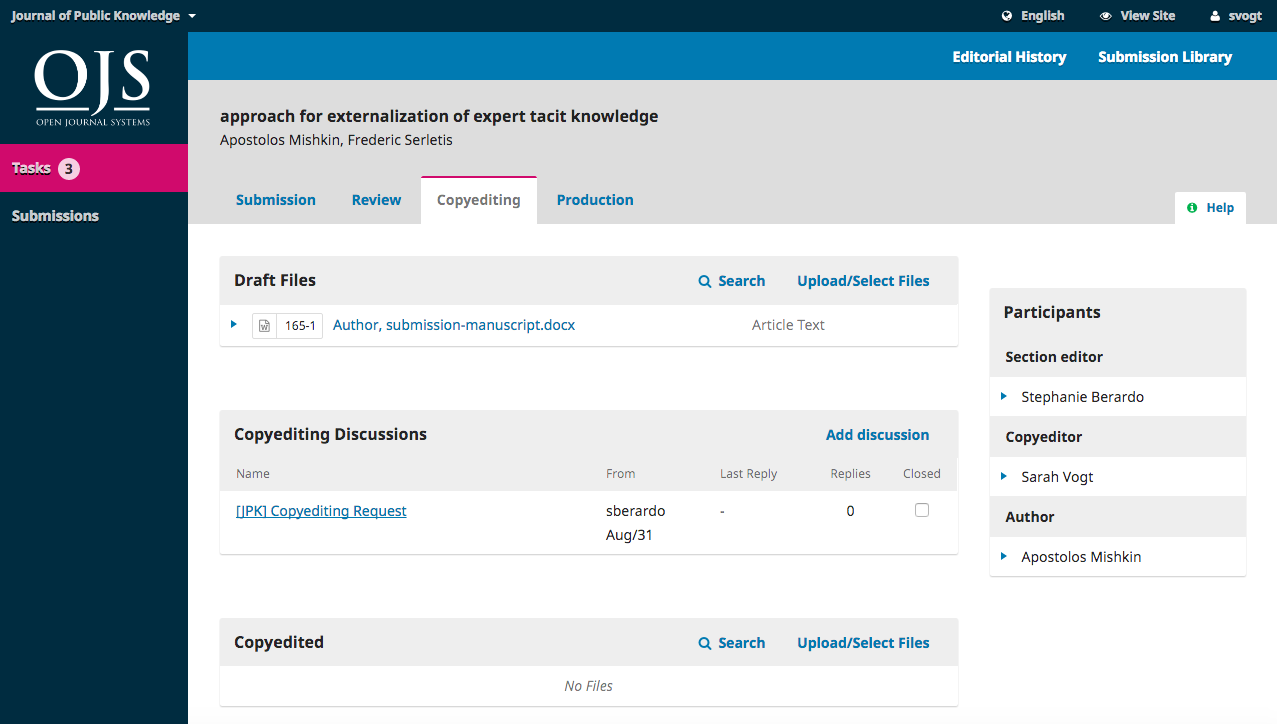 Journal of Public Knowledge
English
View Site
svogt
OJS
OPEN JOURNAL SYSTEMS
Editorial History
Submission Library
Tasks 3
Submissions
approach for externalization of expert tacit knowledge
Apostolos Mishkin, Frederic Serletis
Submission
Review
Copyediting
Production
Help
Draft Files
Search
Upload/Select Files
165-1 Author, submission-manuscript.docx
Article Text
Copyediting Discussions
Add discussion
Name From Last Reply Replies Closed
[JPK] Copyediting Request sberardo - 0
Aug/31
Copyedited
Search
Upload/Select Files
No Files
Participants
Section editor
Stephanie Berardo
Copyeditor
Sarah Vogt
Author
Apostolos Mishkin